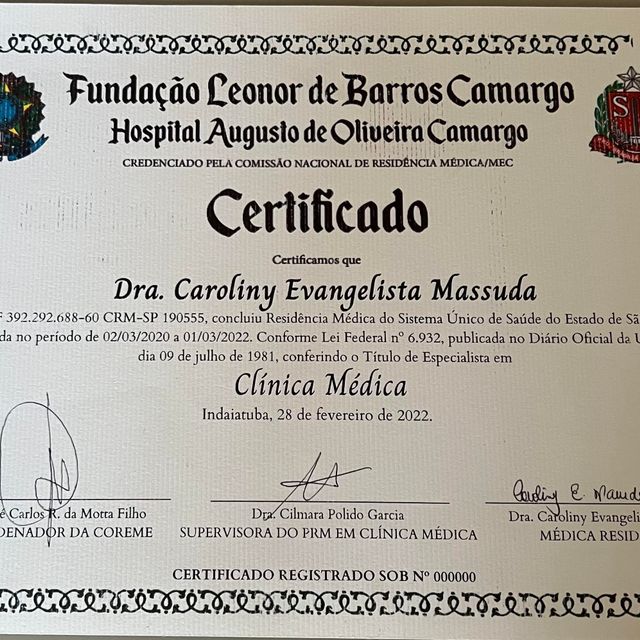 Fundação Leonor de Barros Camargo
Hospital Augusto de Oliveira Camargo
CREDENCIADO PELA COMISSÃO NACIONAL DE RESIDÊNCIA MÉDICA/MEC
Certificado
Certificamos que
Dra. Caroliny Evangelista Massuda
F 392.292.688-60 CRM-SP 190555, concluiu Residência Médica do Sistema Único de Saúde do Estado de Sã
da no período de 02/03/2020 a 01/03/2022. Conforme Lei Federal nº 6.932, publicada no Diário Oficial da U
dia 09 de julho de 1981, conferindo o Título de Especialista em
Clínica Médica
Indaiatuba, 28 de fevereiro de 2022.
é Carlos R. da Motta Filho
DENADOR DA COREME
Dra. Cilmara Polido Garcia
SUPERVISORA DO PRM EM CLÍNICA MÉDICA
Caroliny E. Massud
Dra. Caroliny Evangeli
MÉDICA RESID
CERTIFICADO REGISTRADO SOB Nº 000000